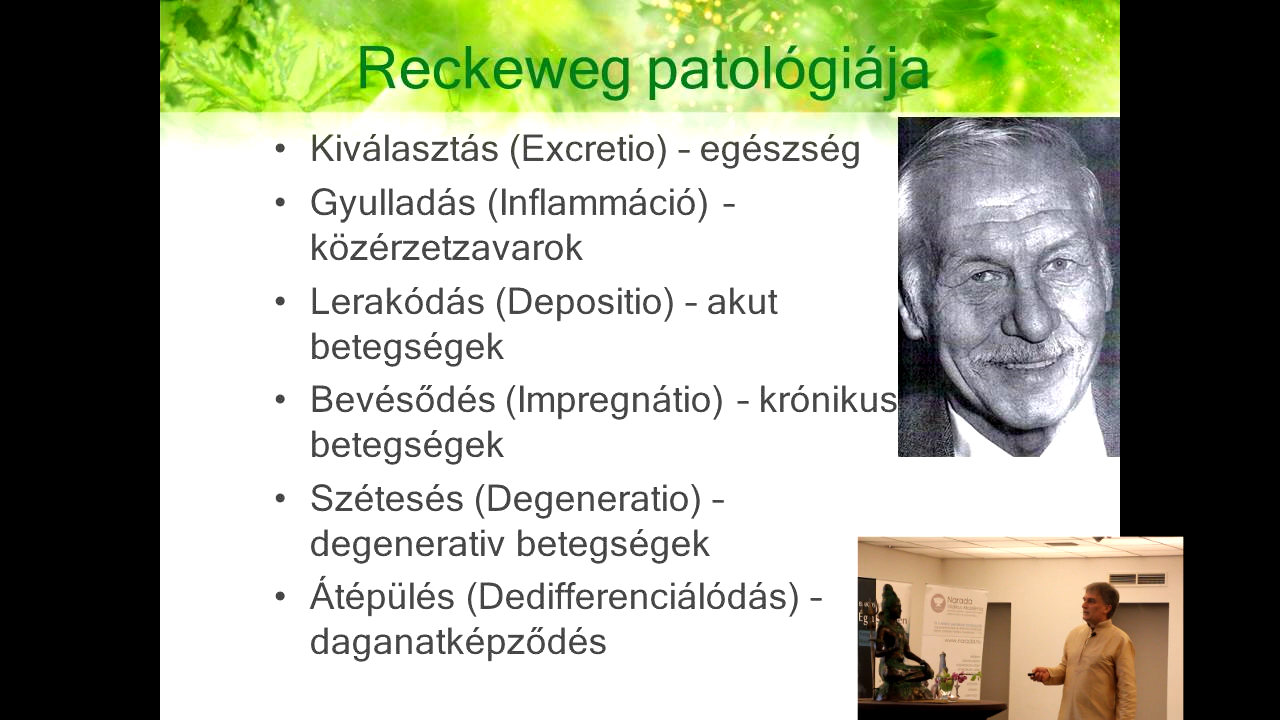 Reckeweg patológiája
• Kiválasztás (Excretio) – egészség
• Gyulladás (Inflammáció) –
közérzetzavarok
• Lerakódás (Depositio) – akut
betegségek
• Bevésődés (Impregnátio) – krónikus
betegségek
• Szétesés (Degeneratio) –
degenerativ betegségek
• Átépülés (Dedifferenciálódás) –
daganatképződés
Narada